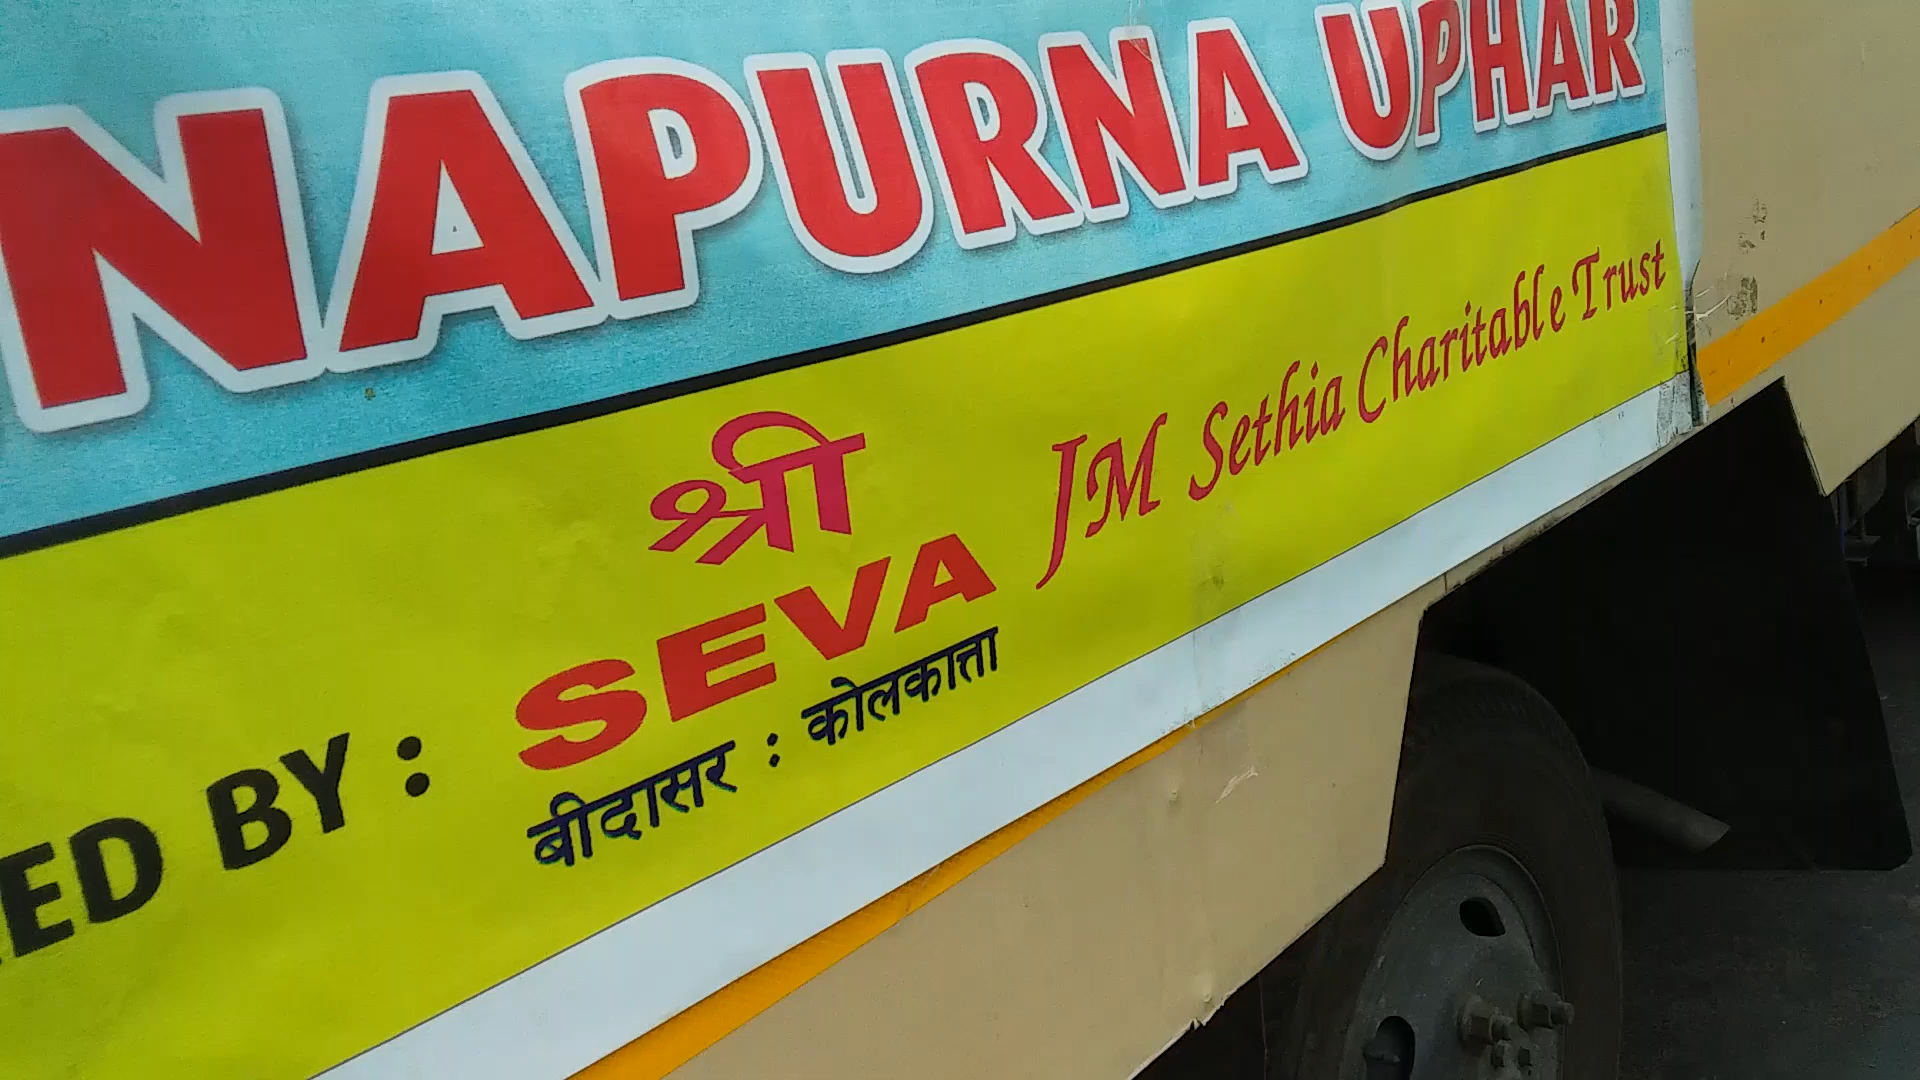 NAPURNA UPHAR
ED BY : श्री SEVA JM Sethia Charitable Trust
बीदासर : कोलकात्ता